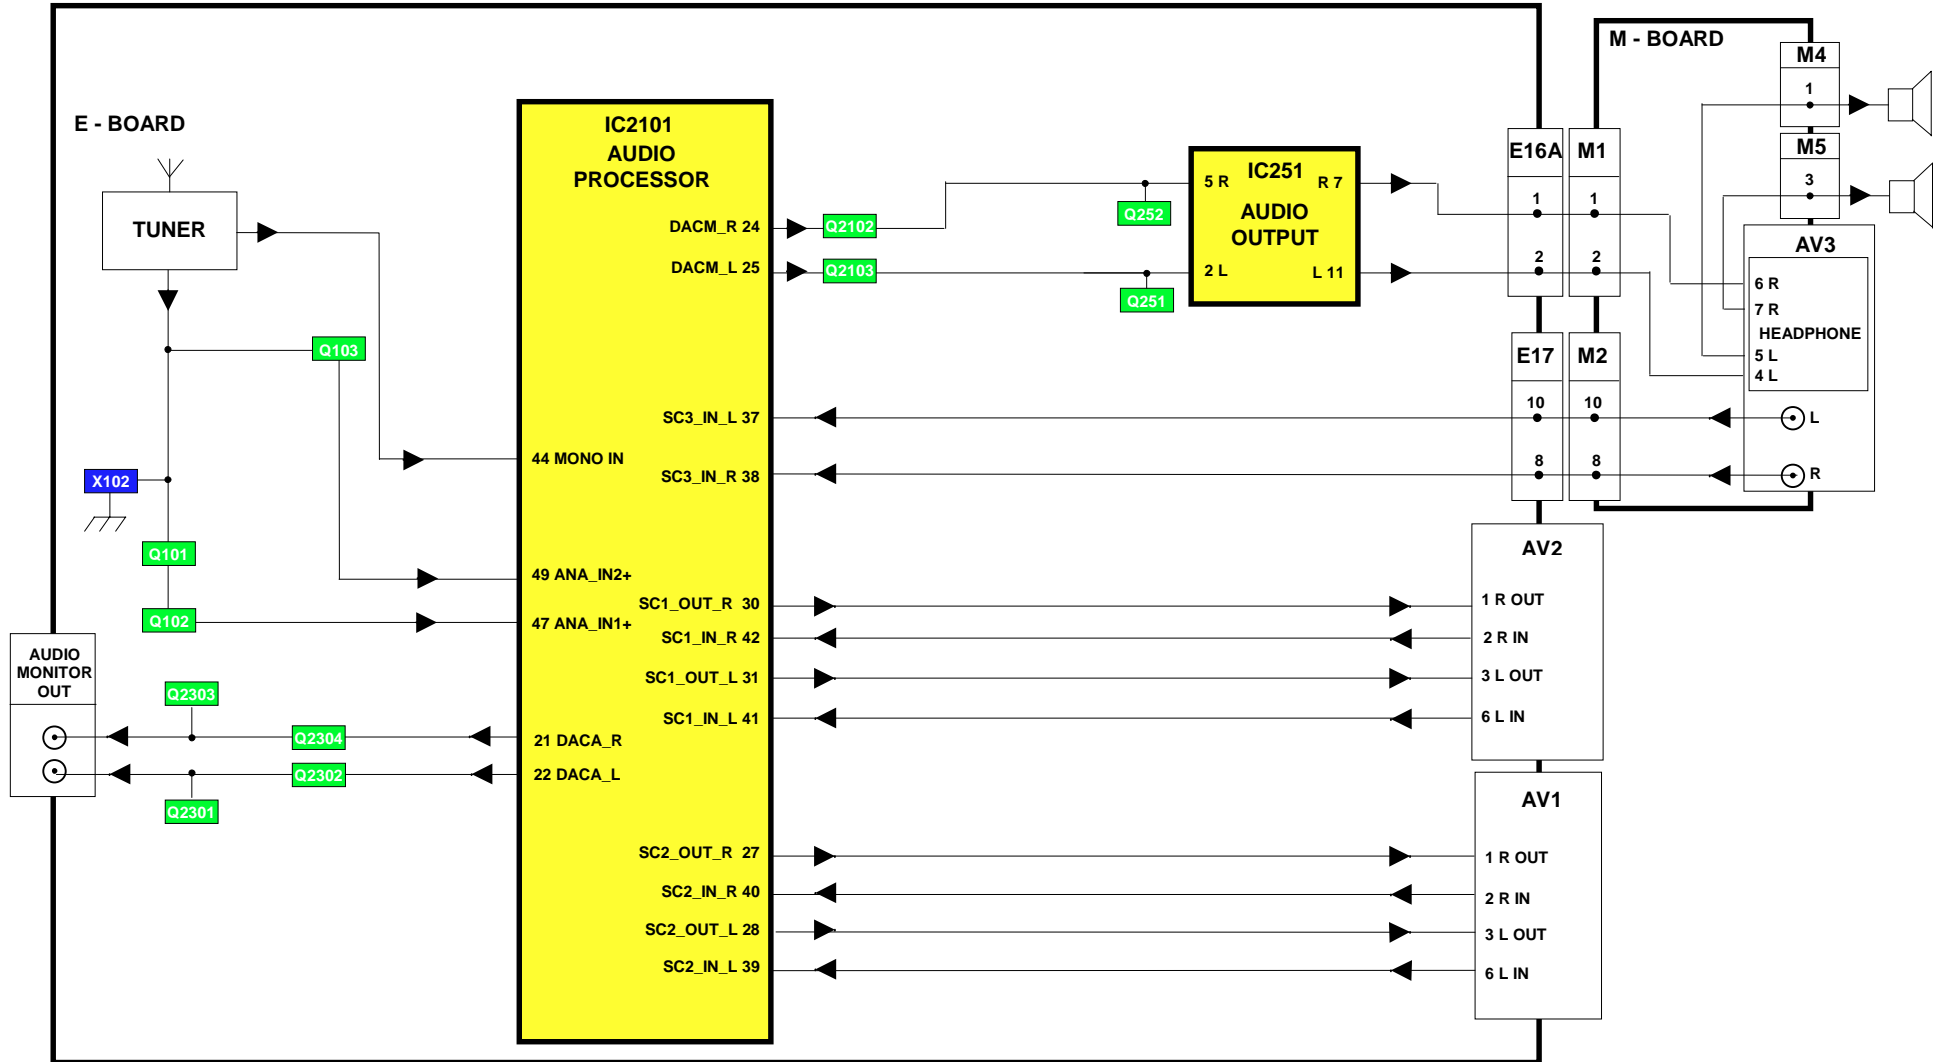 E - BOARD
TUNER
Q103
X102
Q101
Q102
AUDIO
MONITOR
OUT
Q2303
Q2304
Q2302
Q2301
IC2101
AUDIO
PROCESSOR
DACM_R 24
DACM_L 25
SC3_IN_L 37
44 MONO IN
SC3_IN_R 38
49 ANA_IN2+
SC1_OUT_R 30
47 ANA_IN1+
SC1_IN_R 42
SC1_OUT_L 31
SC1_IN_L 41
21 DACA_R
22 DACA_L
SC2_OUT_R 27
SC2_IN_R 40
SC2_OUT_L 28
SC2_IN_L 39
Q2102
Q2103
Q252
Q251
IC251
5 R
R 7
AUDIO
OUTPUT
2 L
L 11
E16A
1
2
M1
1
2
E17
10
8
M2
10
8
M - BOARD
M4
1
M5
3
AV3
6 R
7 R
HEADPHONE
5 L
4 L
L
R
AV2
1 R OUT
2 R IN
3 L OUT
6 L IN
AV1
1 R OUT
2 R IN
3 L OUT
6 L IN